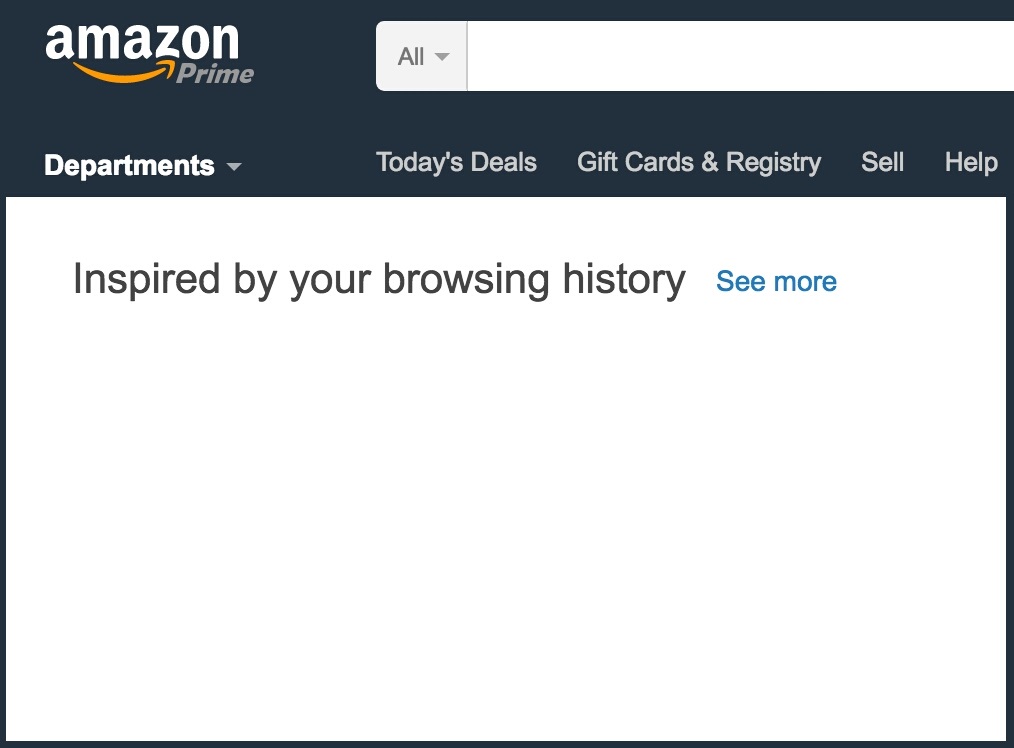 amazon
Prime
All
Departments
Today's Deals
Gift Cards & Registry
Sell
Help
Inspired by your browsing history
See more